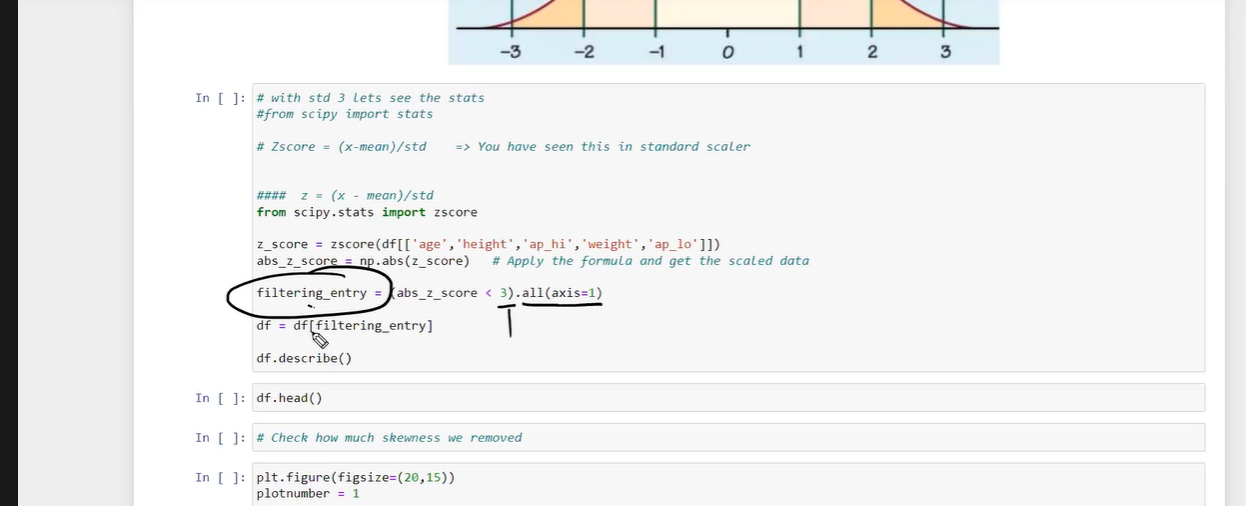 -3 -2 -1 0 1 2 3
In [ ]: # with std 3 lets see the stats
#from scipy import stats
# Zscore = (x-mean)/std    => You have seen this in standard scaler
####  z = (x - mean)/std
from scipy.stats import zscore
z_score = zscore(df[['age','height','ap_hi','weight','ap_lo']])
abs_z_score = np.abs(z_score)   # Apply the formula and get the scaled data
filtering_entry = (abs_z_score < 3).all(axis=1)
df = df[filtering_entry]
df.describe()
In [ ]: df.head()
In [ ]: # Check how much skewness we removed
In [ ]: plt.figure(figsize=(20,15))
plotnumber = 1